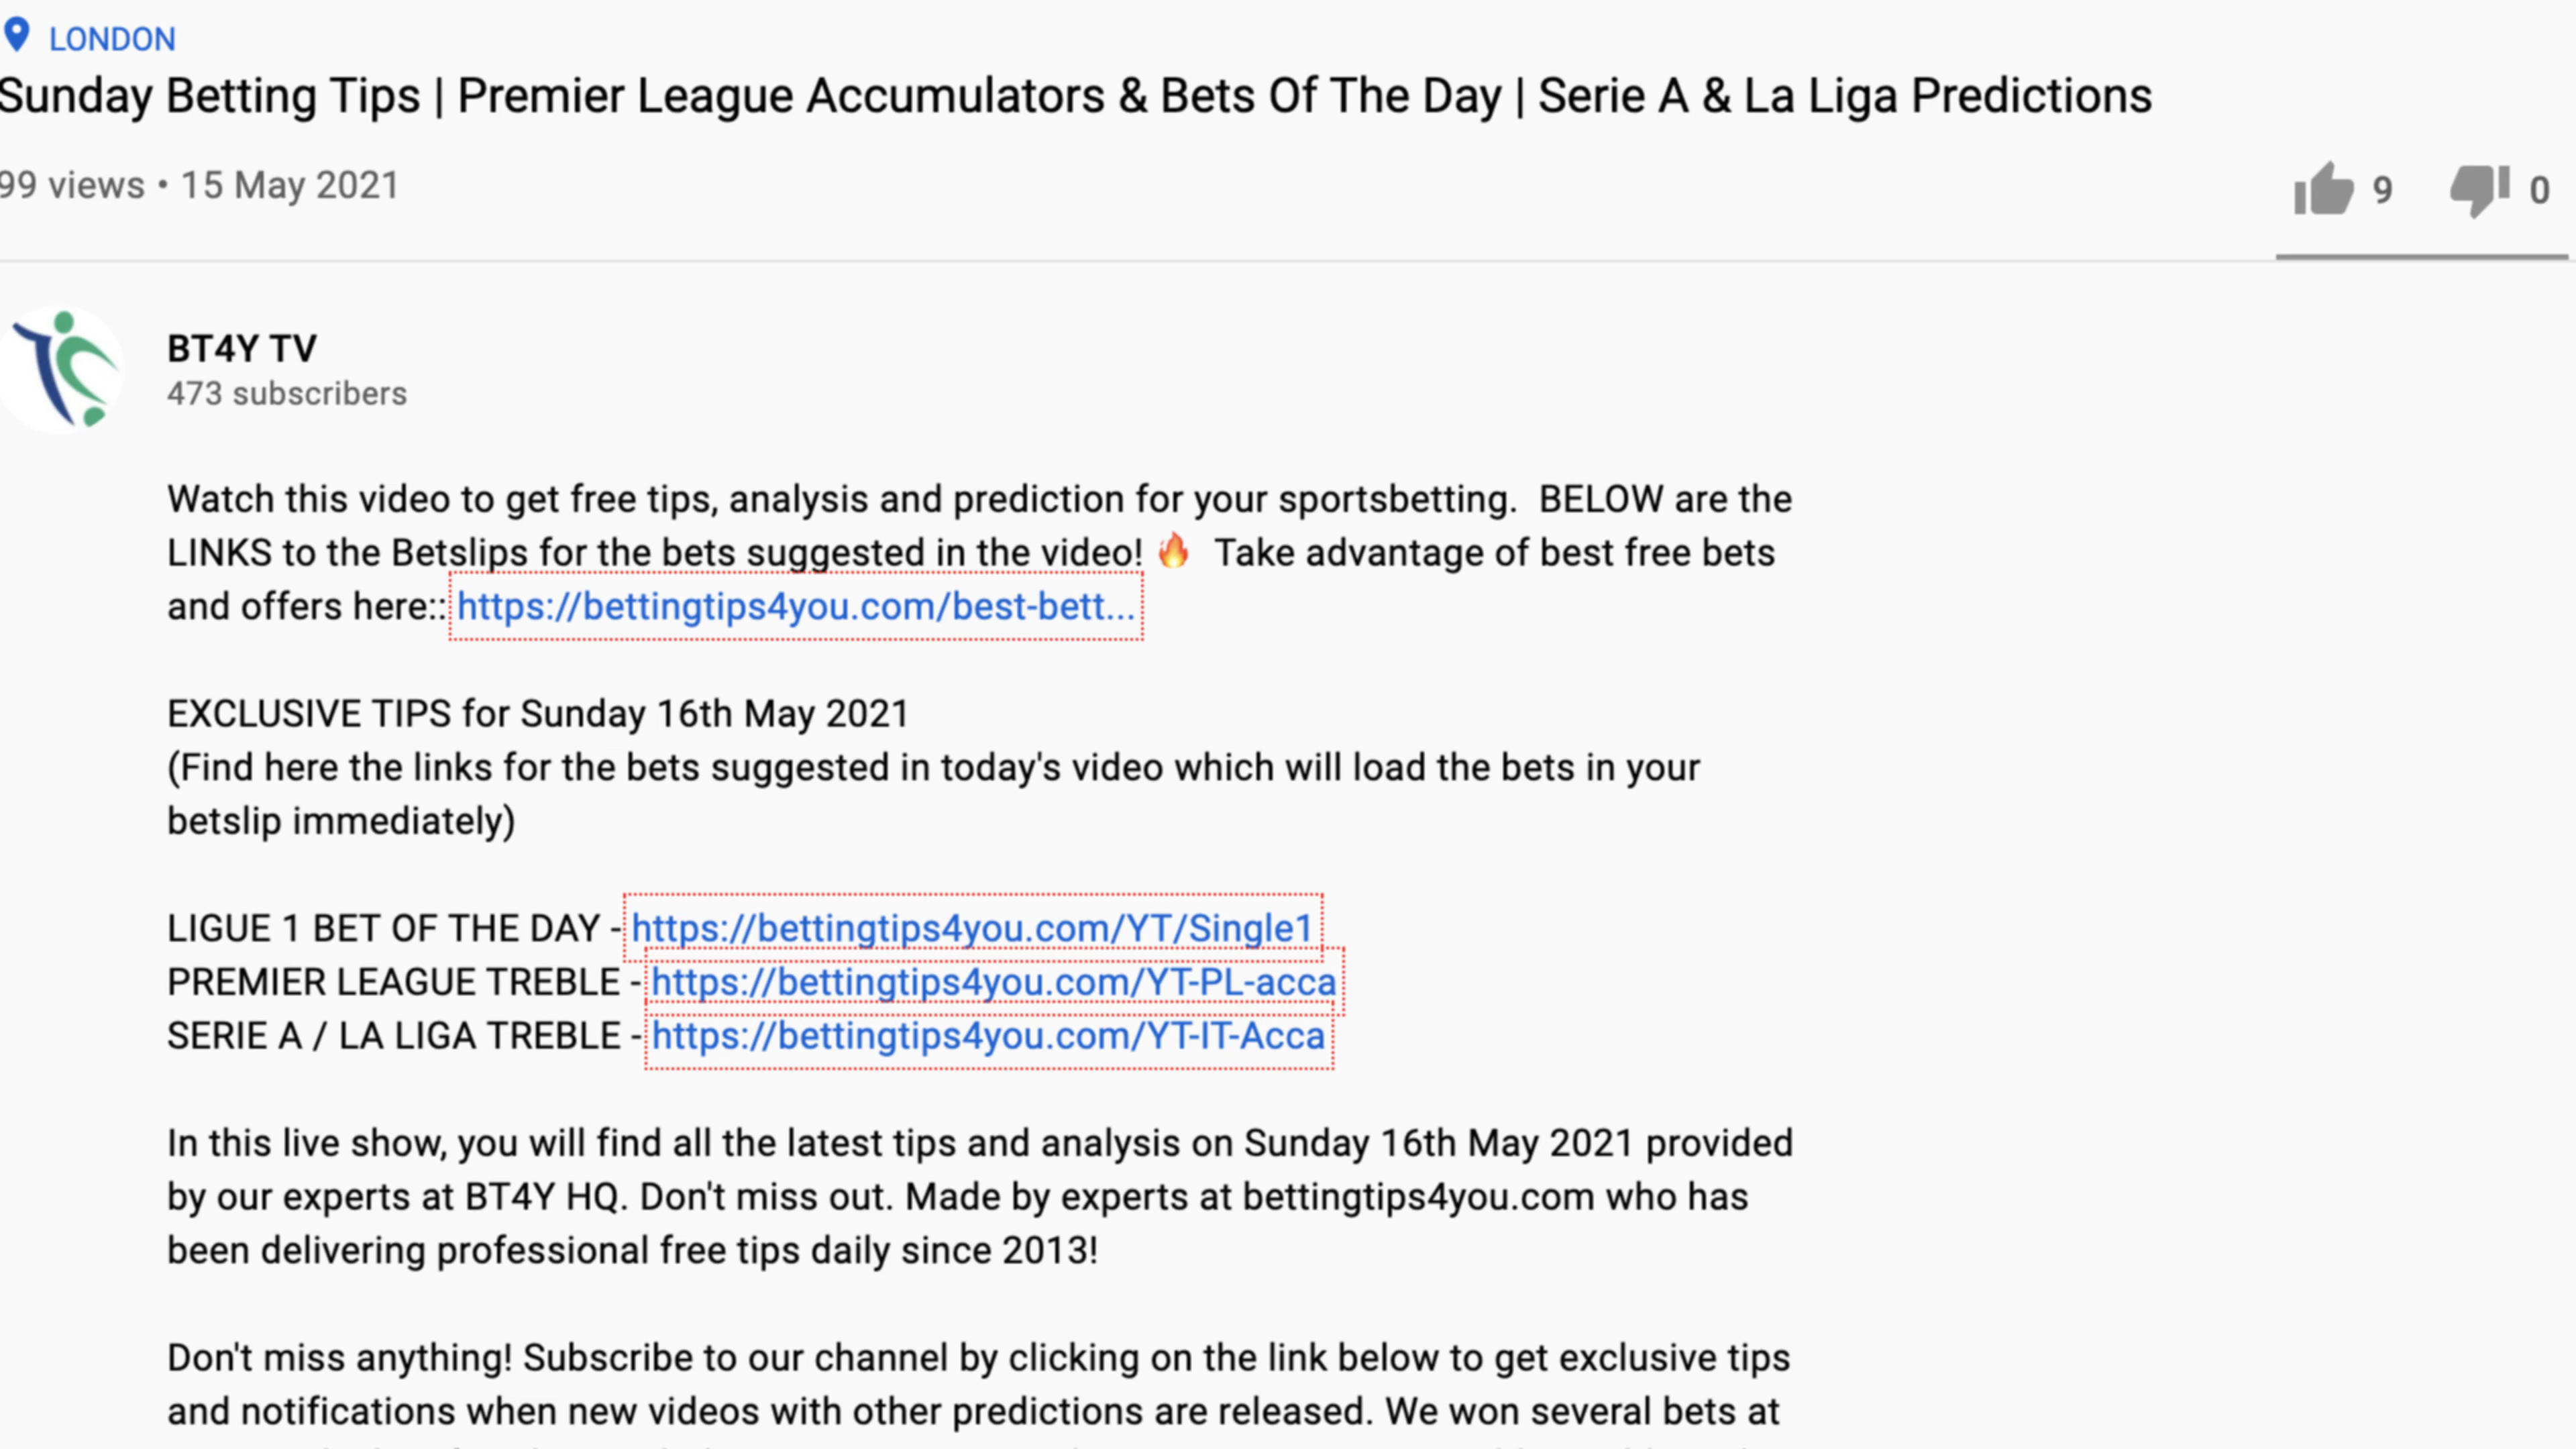 LONDON
Sunday Betting Tips | Premier League Accumulators & Bets Of The Day | Serie A & La Liga Predictions
99 views • 15 May 2021
9 0
BT4Y TV
473 subscribers
Watch this video to get free tips, analysis and prediction for your sportsbetting.  BELOW are the
LINKS to the Betslips for the bets suggested in the video! 🔥  Take advantage of best free bets
and offers here:: https://bettingtips4you.com/best-bett...
EXCLUSIVE TIPS for Sunday 16th May 2021
(Find here the links for the bets suggested in today's video which will load the bets in your
betslip immediately)
LIGUE 1 BET OF THE DAY - https://bettingtips4you.com/YT/Single1
PREMIER LEAGUE TREBLE - https://bettingtips4you.com/YT-PL-acca
SERIE A / LA LIGA TREBLE - https://bettingtips4you.com/YT-IT-Acca
In this live show, you will find all the latest tips and analysis on Sunday 16th May 2021 provided
by our experts at BT4Y HQ. Don't miss out. Made by experts at bettingtips4you.com who has
been delivering professional free tips daily since 2013!
Don't miss anything! Subscribe to our channel by clicking on the link below to get exclusive tips
and notifications when new videos with other predictions are released. We won several bets at